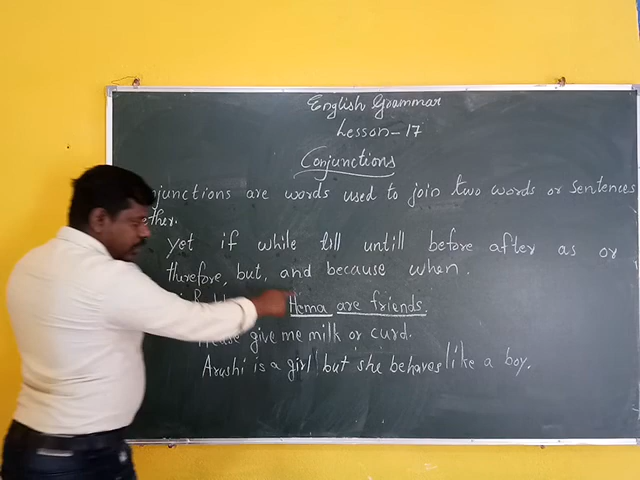 English Grammar
Lesson-17
Conjunctions
are words used to join two words or sentences
yet if while till untill before after as or
therefore, but, and because when.
Hema are friends.
give me milk or curd.
Arushi is a girl but she behaves like a boy.